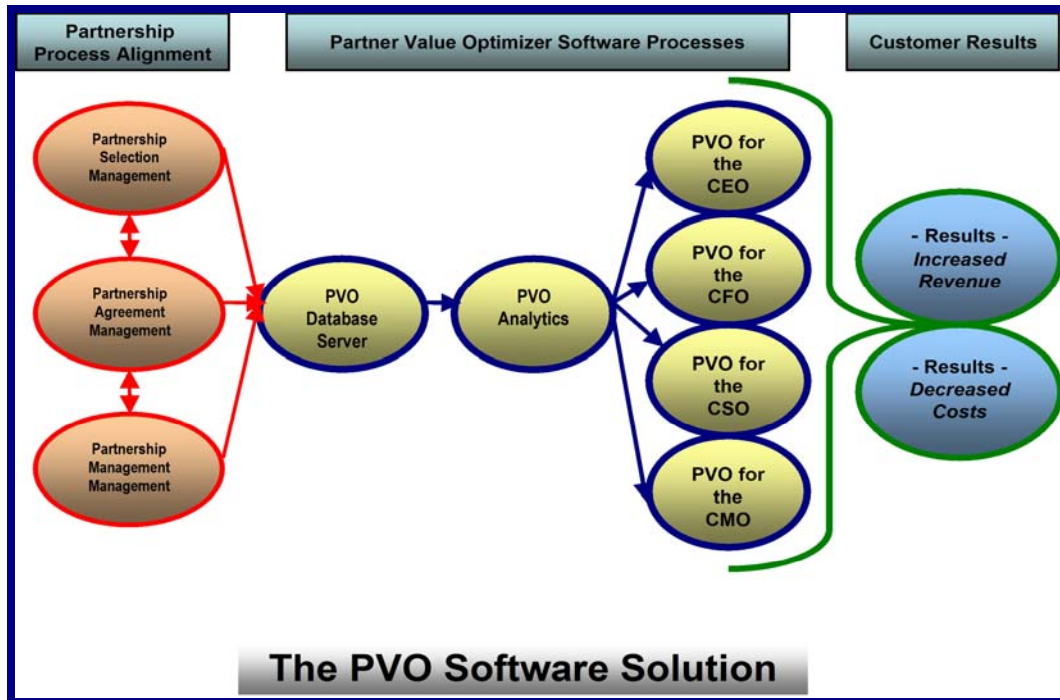 Partnership
Process Alignment
Partner Value Optimizer Software Processes
Customer Results
Partnership
Selection
Management
Partnership
Agreement
Management
Partnership
Management
Management
PVO
Database
Server
PVO
Analytics
PVO for
the
CEO
PVO for
the
CFO
PVO for
the
CSO
PVO for
the
CMO
- Results -
Increased
Revenue
- Results -
Decreased
Costs
The PVO Software Solution